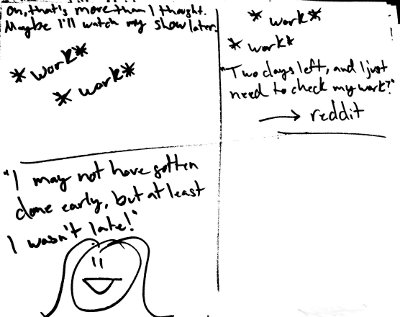 Oh, that's more than I thought.
Maybe I'll watch my show later.
*work*
*work*
*work*
*work*
"Two days left, and I just
need to check my work?"
→ reddit
"I may not have gotten
done early, but at least
I wasn't late!"